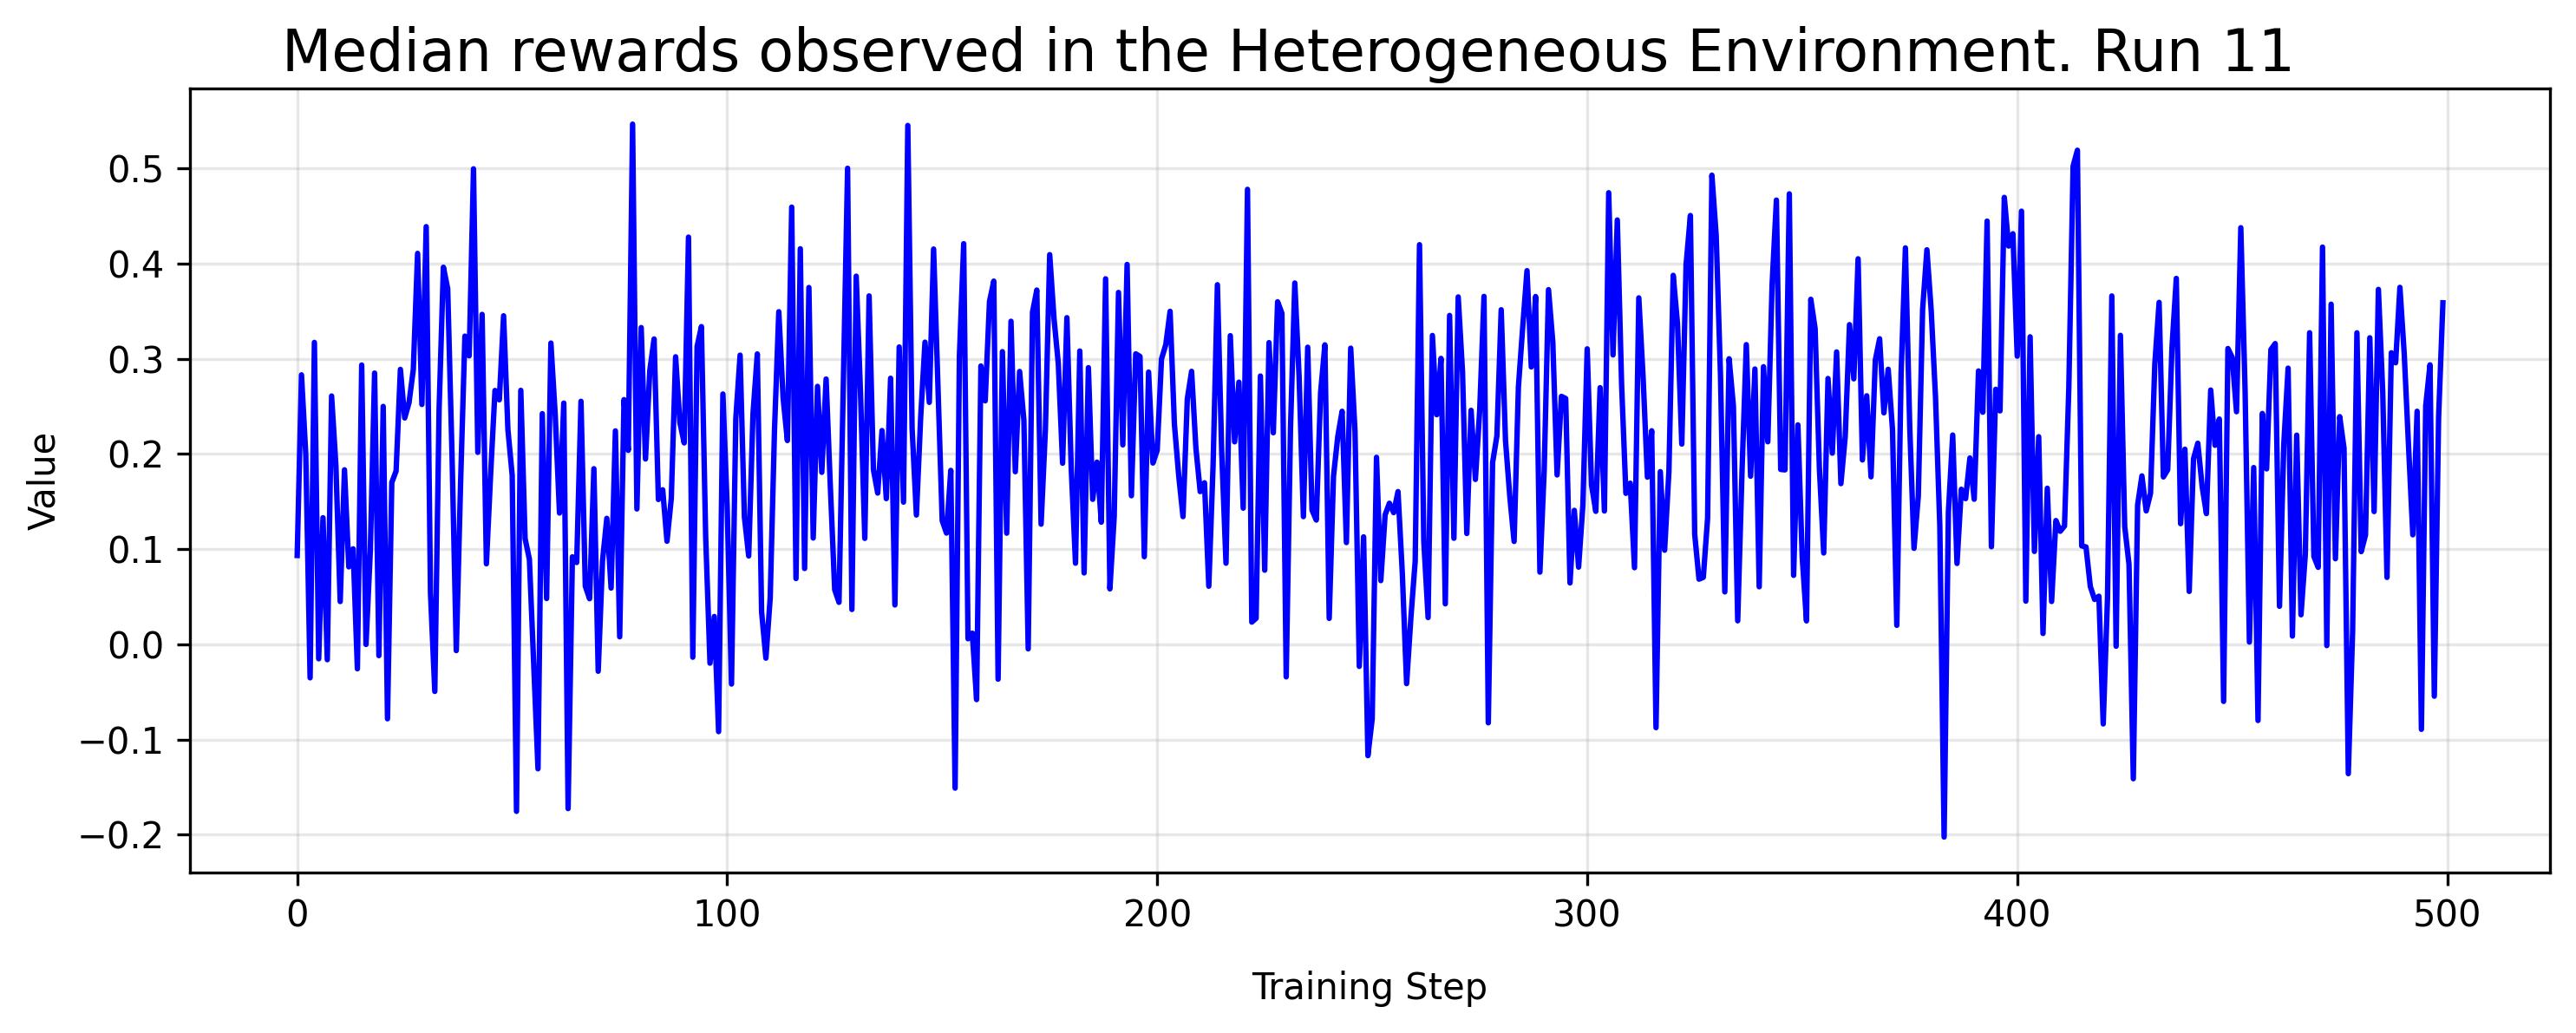 Median rewards observed in the Heterogeneous Environment. Run 11
Value
0.5
0.4
0.3
0.2
0.1
0.0
−0.1
−0.2
0 100 200 300 400 500
Training Step